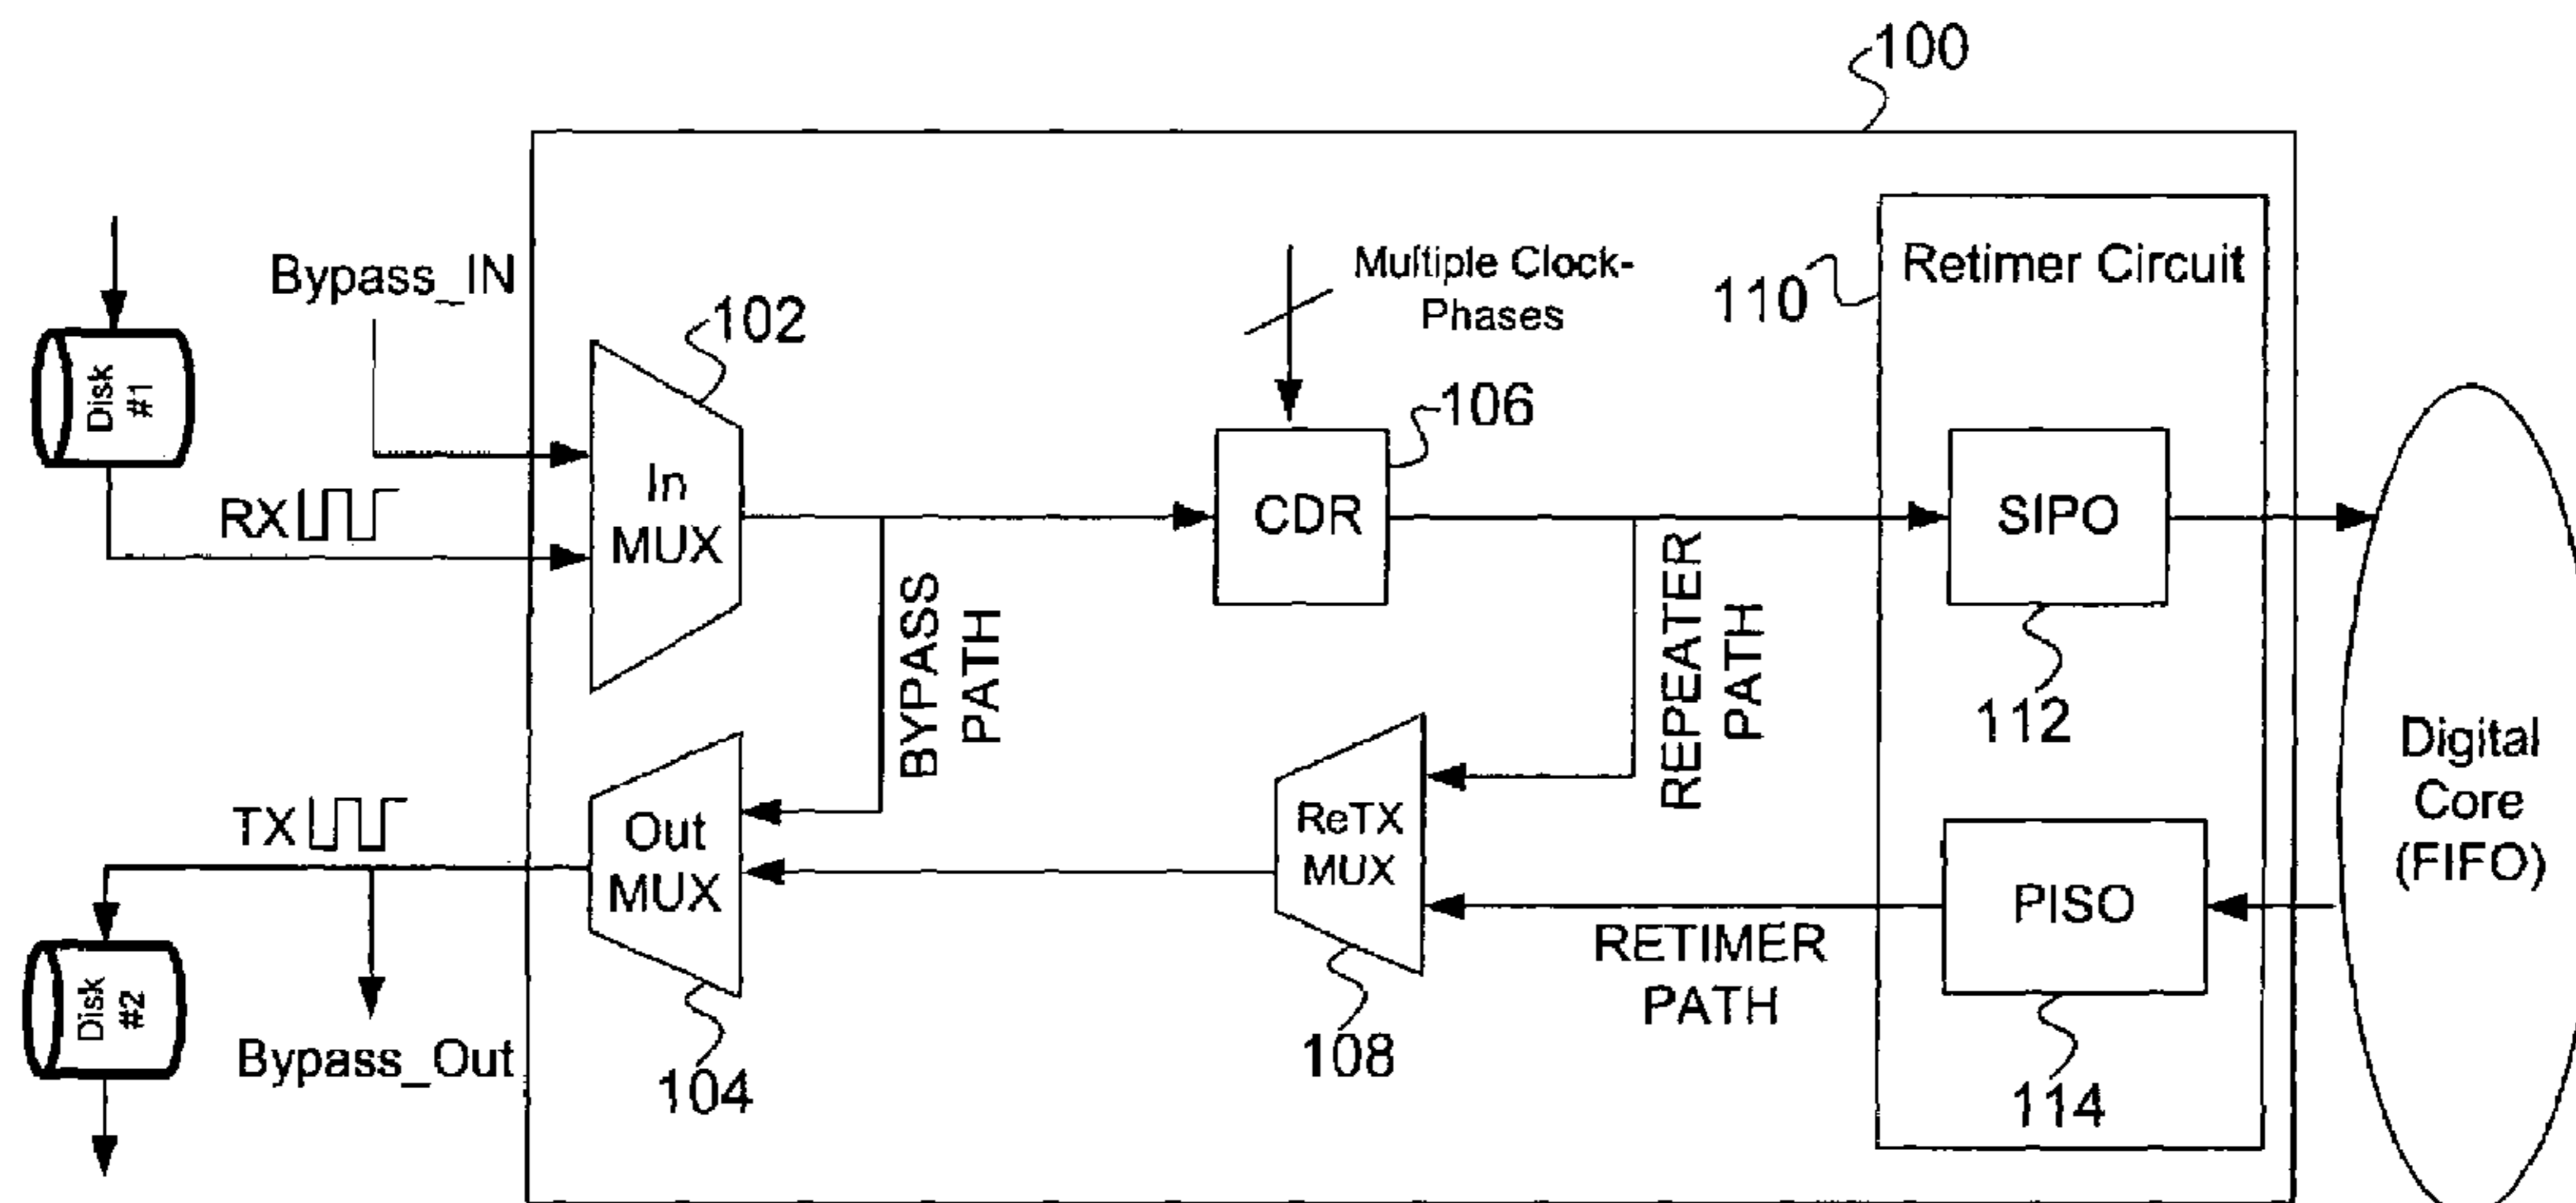 100
Bypass_IN
Multiple Clock-
Phases
Retimer Circuit
110
102
Disk
#1
106
In
MUX
RX
CDR
SIPO
BYPASS
PATH
REPEATER
PATH
112
Digital
Core
(FIFO)
TX
Out
MUX
ReTX
MUX
PISO
RETIMER
PATH
Disk
#2
Bypass_Out
104
108
114